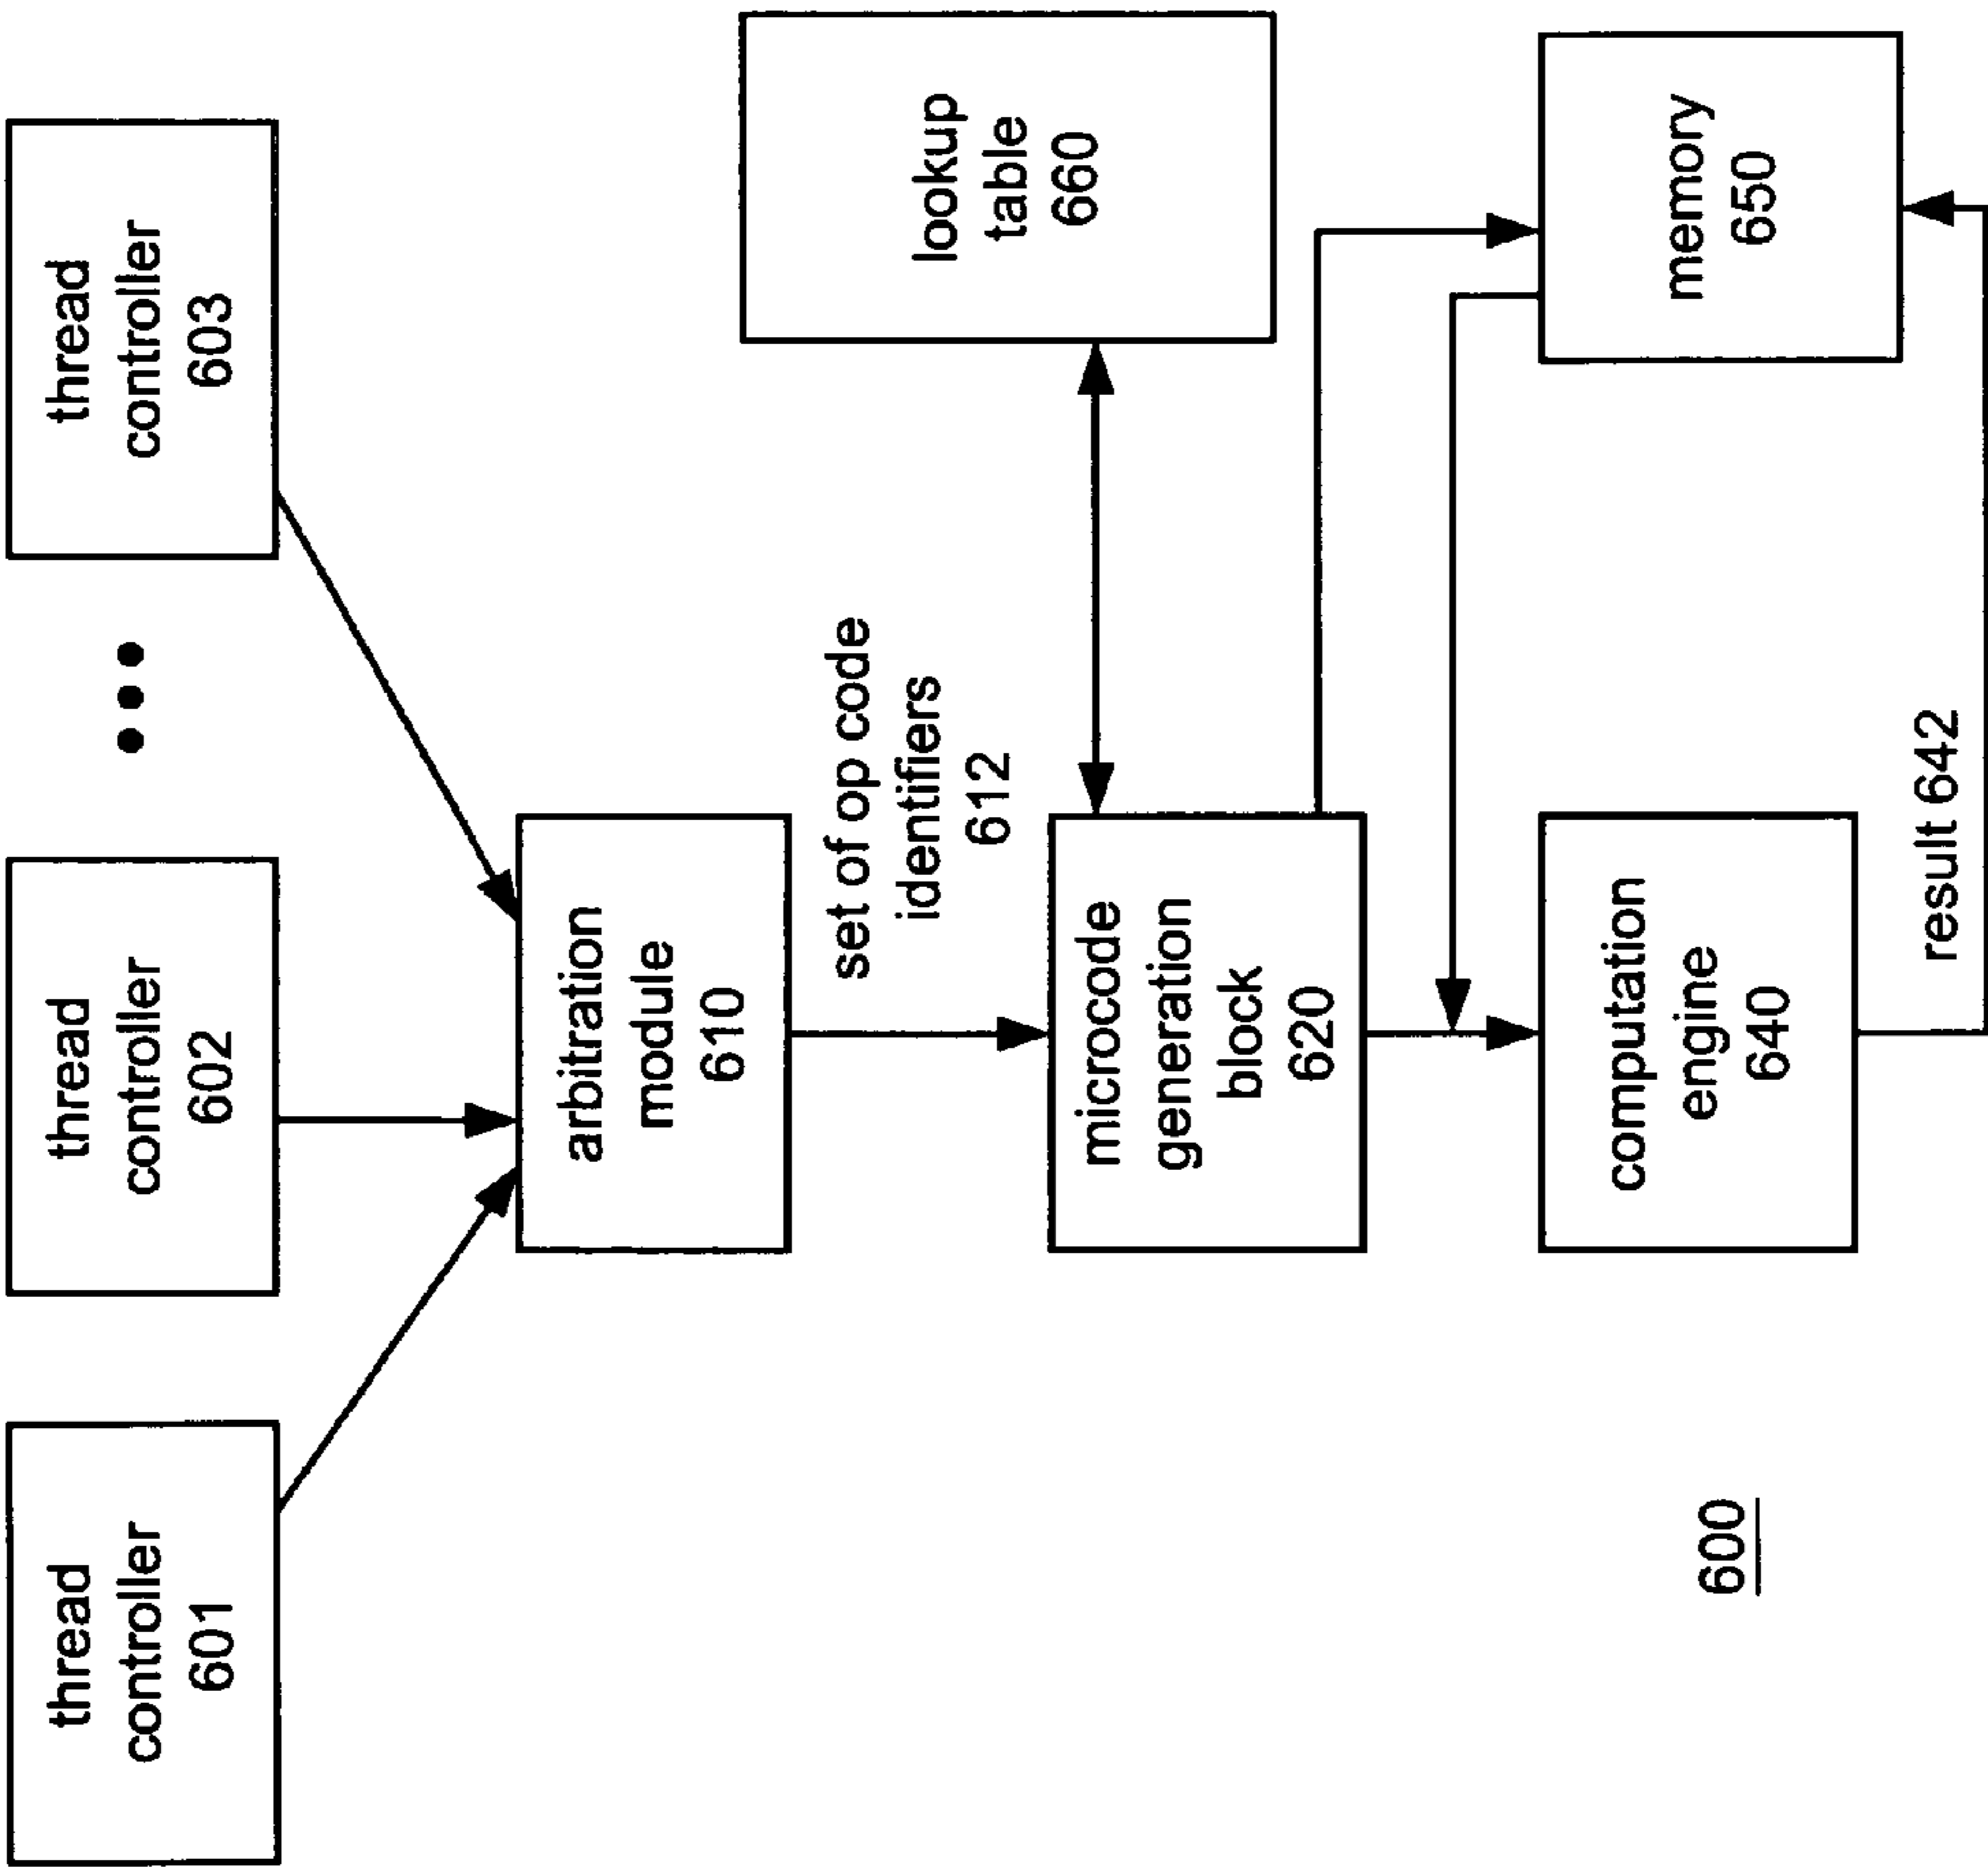 thread
controller
601
thread
controller
602
thread
controller
603
arbitration
module
610
set of op code
identifiers
612
lookup
table
660
microcode
generation
block
620
computation
engine
640
memory
650
result 642
600